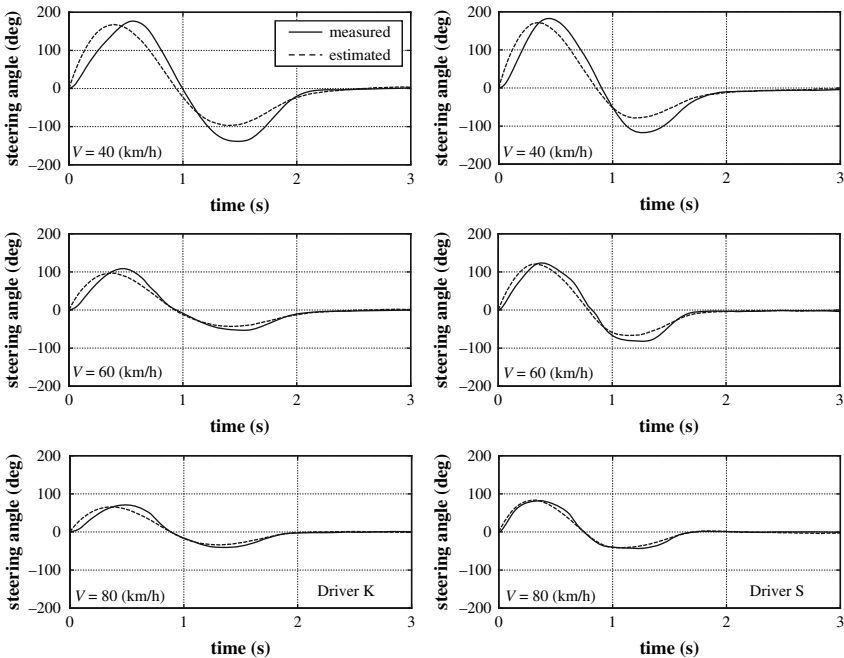 steering angle (deg)
200
100
0
−100
−200
measured
estimated
V = 40 (km/h)
0 1 2 3
time (s)
steering angle (deg)
200
100
0
−100
−200
V = 40 (km/h)
0 1 2 3
time (s)
steering angle (deg)
200
100
0
−100
−200
V = 60 (km/h)
0 1 2 3
time (s)
steering angle (deg)
200
100
0
−100
−200
V = 60 (km/h)
0 1 2 3
time (s)
steering angle (deg)
200
100
0
−100
−200
V = 80 (km/h) Driver K
0 1 2 3
time (s)
steering angle (deg)
200
100
0
−100
−200
V = 80 (km/h) Driver S
0 1 2 3
time (s)